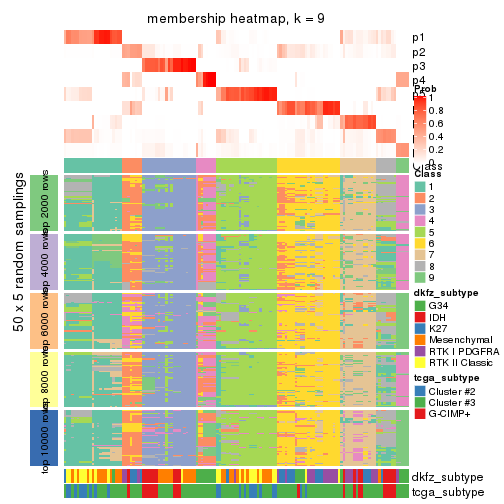 membership heatmap, k = 9
p1
p2
p3
p4
Prob
1
0.8
0.6
0.4
0.2
0
Class
Class
1
2
3
4
5
6
7
8
9
50 x 5 random samplings
top 2000 rows
top 4000 rows
top 6000 rows
top 8000 rows
top 10000 rows
dkfz_subtype
G34
IDH
K27
Mesenchymal
RTK I PDGFRA
RTK II Classic
tcga_subtype
Cluster #2
Cluster #3
G-CIMP+
dkfz_subtype
tcga_subtype